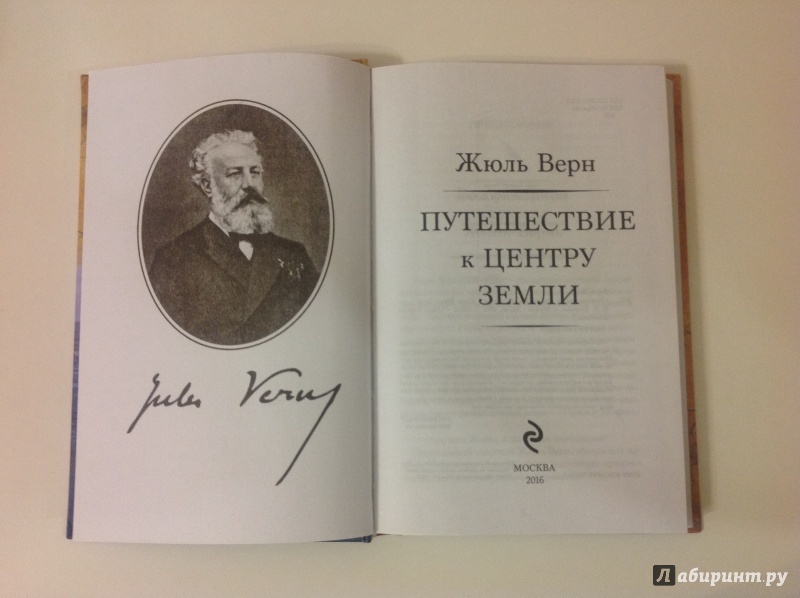 Jules Verne
Жюль Верн
ПУТЕШЕСТВИЕ
к ЦЕНТРУ
ЗЕМЛИ
МОСКВА
2016
Лабиринт.ру